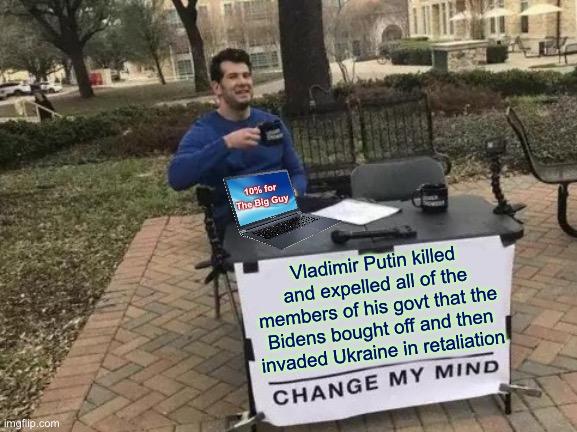 10% for
The Big Guy
Vladimir Putin killed
and expelled all of the
members of his govt that the
Bidens bought off and then
invaded Ukraine in retaliation
CHANGE MY MIND
imgflip.com